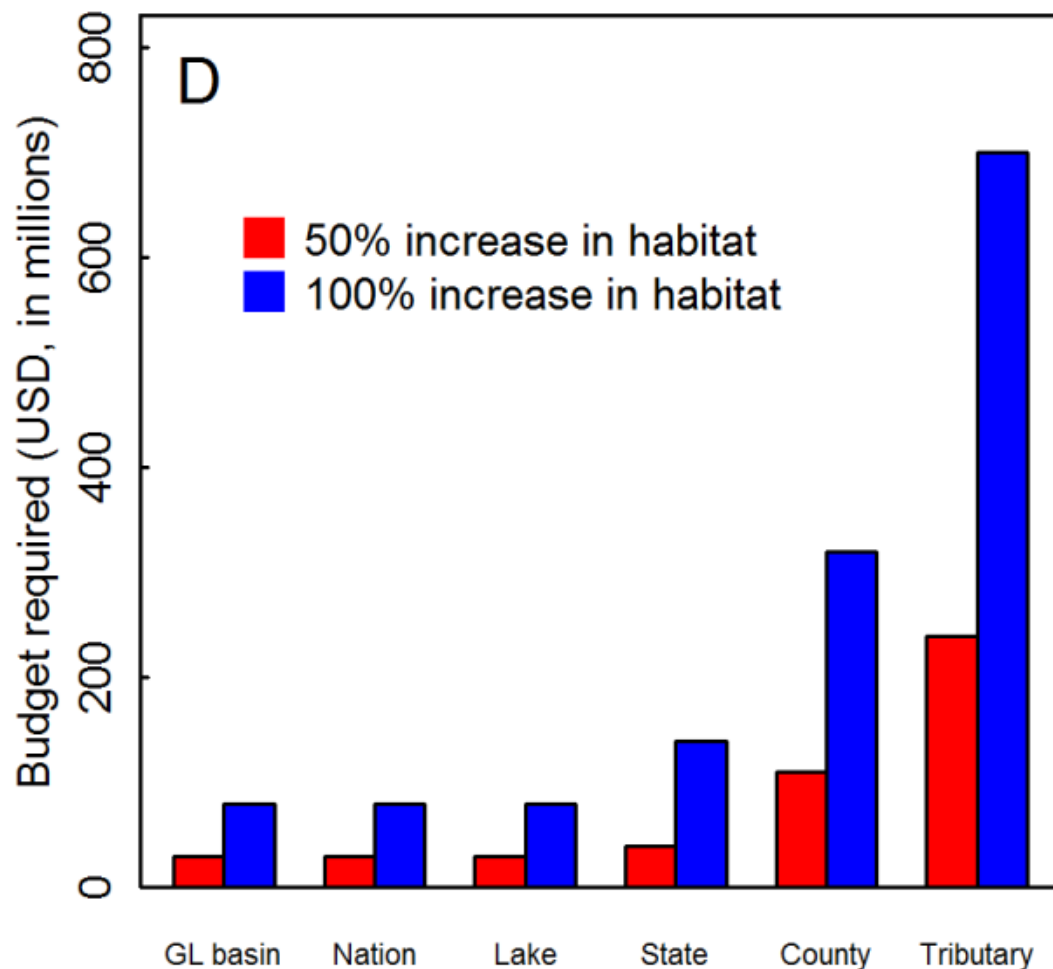 D
50% increase in habitat
100% increase in habitat
Budget required (USD, in millions)
800
600
400
200
0
GL basin Nation Lake State County Tributary